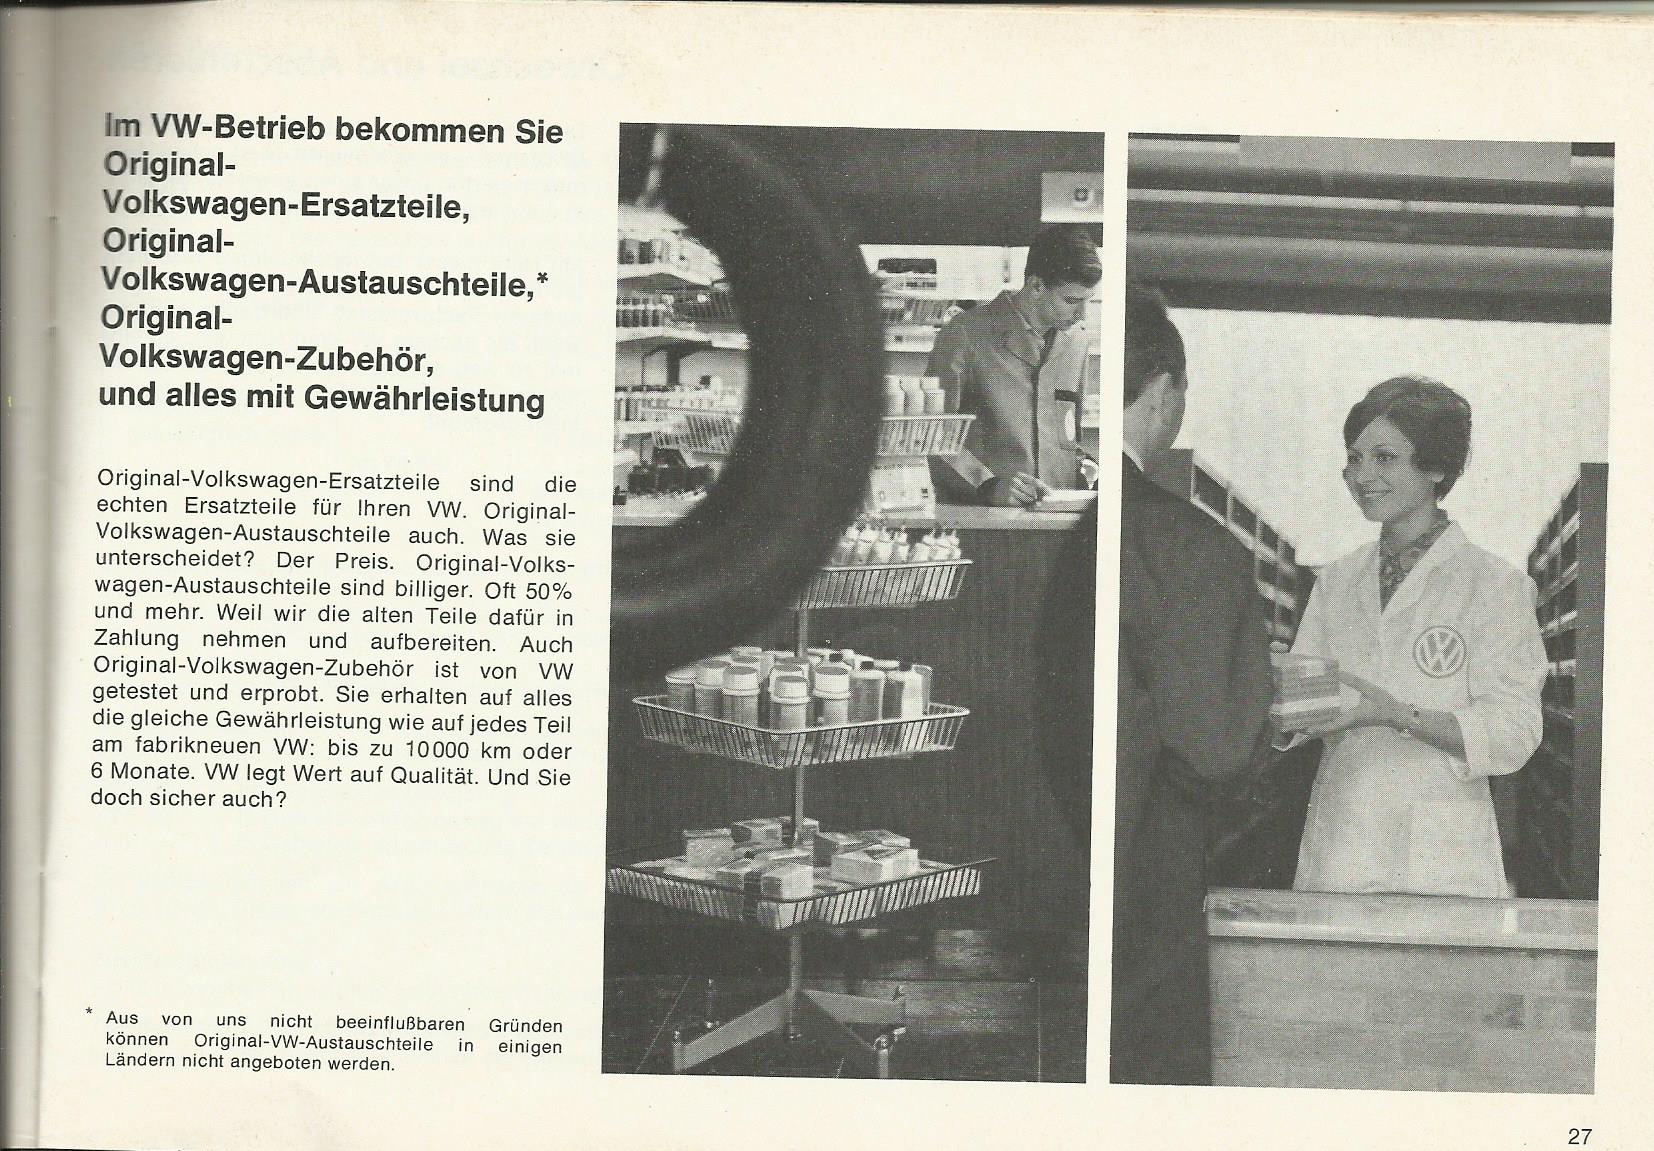 Im VW-Betrieb bekommen Sie
Original-
Volkswagen-Ersatzteile,
Original-
Volkswagen-Austauschteile,*
Original-
Volkswagen-Zubehör,
und alles mit Gewährleistung
Original-Volkswagen-Ersatzteile sind die
echten Ersatzteile für Ihren VW. Original-
Volkswagen-Austauschteile auch. Was sie
unterscheidet? Der Preis. Original-Volks-
wagen-Austauschteile sind billiger. Oft 50%
und mehr. Weil wir die alten Teile dafür in
Zahlung nehmen und aufbereiten. Auch
Original-Volkswagen-Zubehör ist von VW
getestet und erprobt. Sie erhalten auf alles
die gleiche Gewährleistung wie auf jedes Teil
am fabrikneuen VW: bis zu 10000 km oder
6 Monate. VW legt Wert auf Qualität. Und Sie
doch sicher auch?
* Aus von uns nicht beeinflußbaren Gründen
können Original-VW-Austauschteile in einigen
Ländern nicht angeboten werden.
VW
27